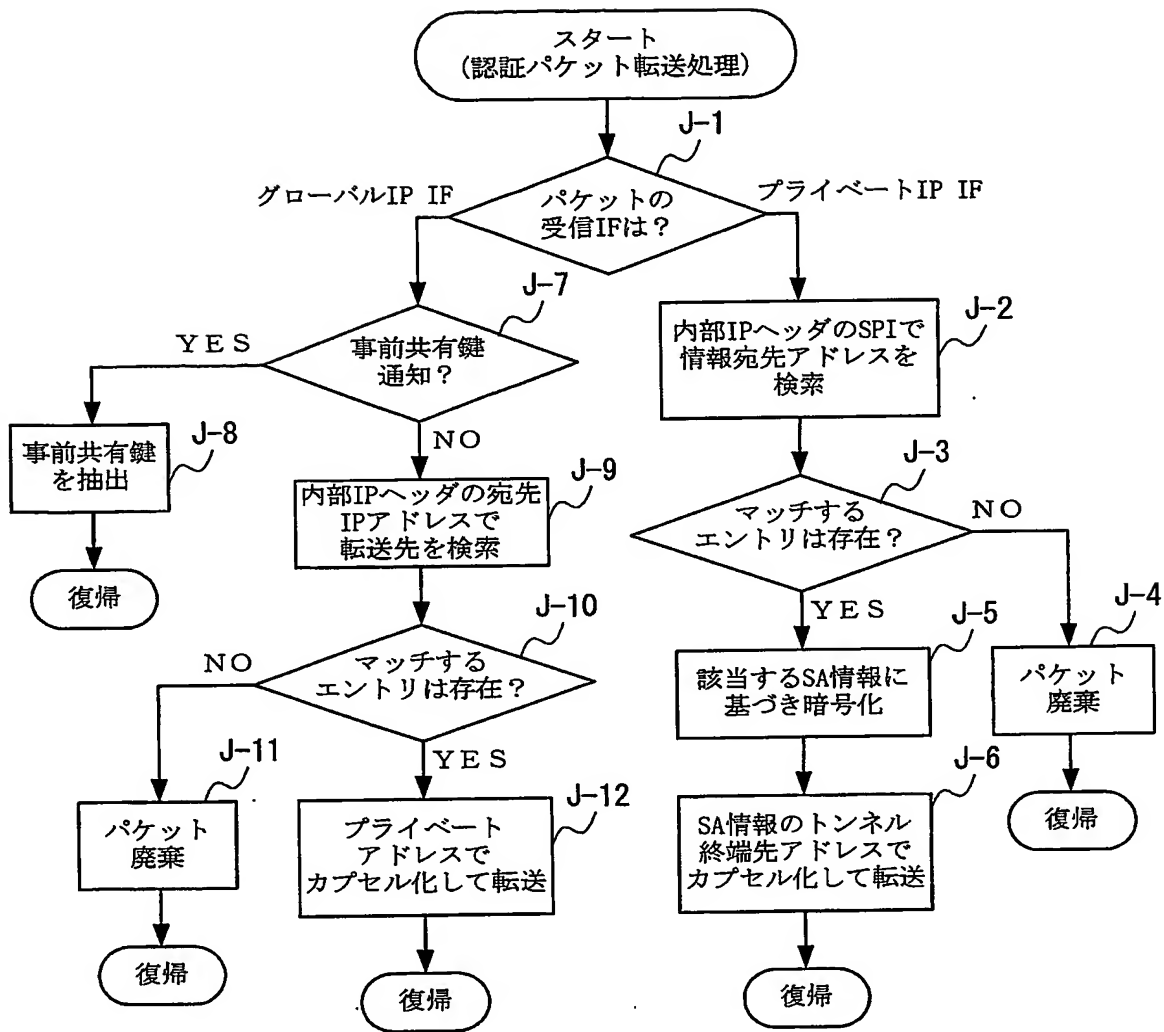 スタート
(認証パケット転送処理)
J-1
グローバルIP IF
プライベートIP IF
パケットの
受信IFは?
J-7
YES
事前共有鍵
通知?
NO
J-8
事前共有鍵
を抽出
復帰
J-9
内部IPヘッダの宛先
IPアドレスで
転送先を検索
J-10
NO
マッチする
エントリは存在?
YES
J-11
パケット
廃棄
復帰
J-12
プライベート
アドレスで
カプセル化して転送
復帰
J-2
内部IPヘッダのSPIで
情報宛先アドレスを
検索
J-3
マッチする
エントリは存在?
NO
YES
J-4
パケット
廃棄
復帰
J-5
該当するSA情報に
基づき暗号化
J-6
SA情報のトンネル
終端先アドレスで
カプセル化して転送
復帰